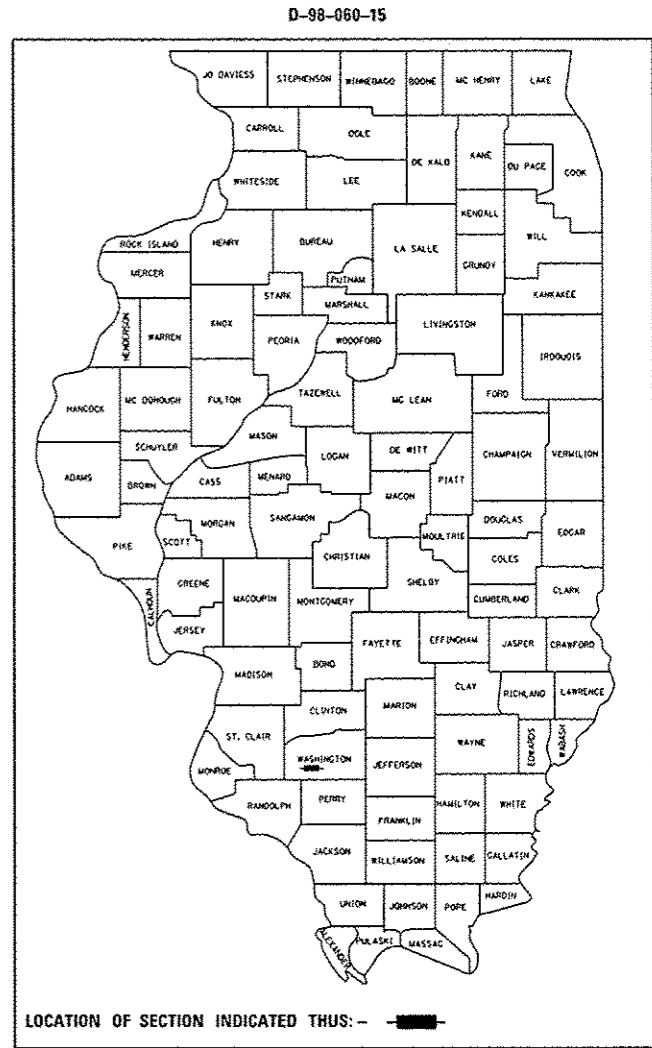 D-98-060-15
JO DAVIESS STEPHENSON WINNEBAGO BOONE MC HENRY LAKE
CARROLL OGLE DE KALB KANE DU PAGE COOK
WHITESIDE LEE KENDALL WILL
ROCK ISLAND HENRY BUREAU LA SALLE GRUNDY
MERCER PUTNAM KANKAKEE
STARK MARSHALL LIVINGSTON
HENDERSON WARREN KNOX PEORIA WOODFORD IROQUOIS
HANCOCK MC DONOUGH FULTON TAZEWELL MC LEAN FORD
SCHUYLER MASON LOGAN DE WITT CHAMPAIGN VERMILION
ADAMS BROWN CASS MENARD MACON PIATT
PIKE SCOTT MORGAN SANGAMON CHRISTIAN MOULTRIE DOUGLAS EDGAR
COLES
CALHOUN GREENE MACOUPIN MONTGOMERY SHELBY CUMBERLAND CLARK
JERSEY FAYETTE EFFINGHAM JASPER CRAWFORD
MADISON BOND CLAY RICHLAND LAWRENCE
CLINTON MARION
ST. CLAIR WASHINGTON JEFFERSON WAYNE EDWARDS WABASH
MONROE
RANDOLPH PERRY FRANKLIN HAMILTON WHITE
JACKSON WILLIAMSON SALINE GALLATIN
UNION JOHNSON POPE HARDIN
ALEXANDER PULASKI MASSAC
LOCATION OF SECTION INDICATED THUS: -